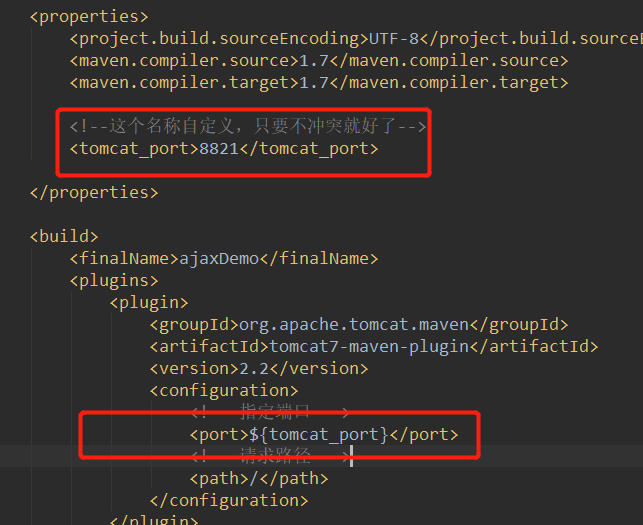 <properties>
<project.build.sourceEncoding>UTF-8</project.build.sourceE
<maven.compiler.source>1.7</maven.compiler.source>
<maven.compiler.target>1.7</maven.compiler.target>
<!--这个名称自定义，只要不冲突就好了-->
<tomcat_port>8821</tomcat_port>
</properties>
<build>
<finalName>ajaxDemo</finalName>
<plugins>
<plugin>
<groupId>org.apache.tomcat.maven</groupId>
<artifactId>tomcat7-maven-plugin</artifactId>
<version>2.2</version>
<configuration>
<!-- 指定端口 -->
<port>${tomcat_port}</port>
<!-- 请求路径 -->
<path>/</path>
</configuration>
</plugin>